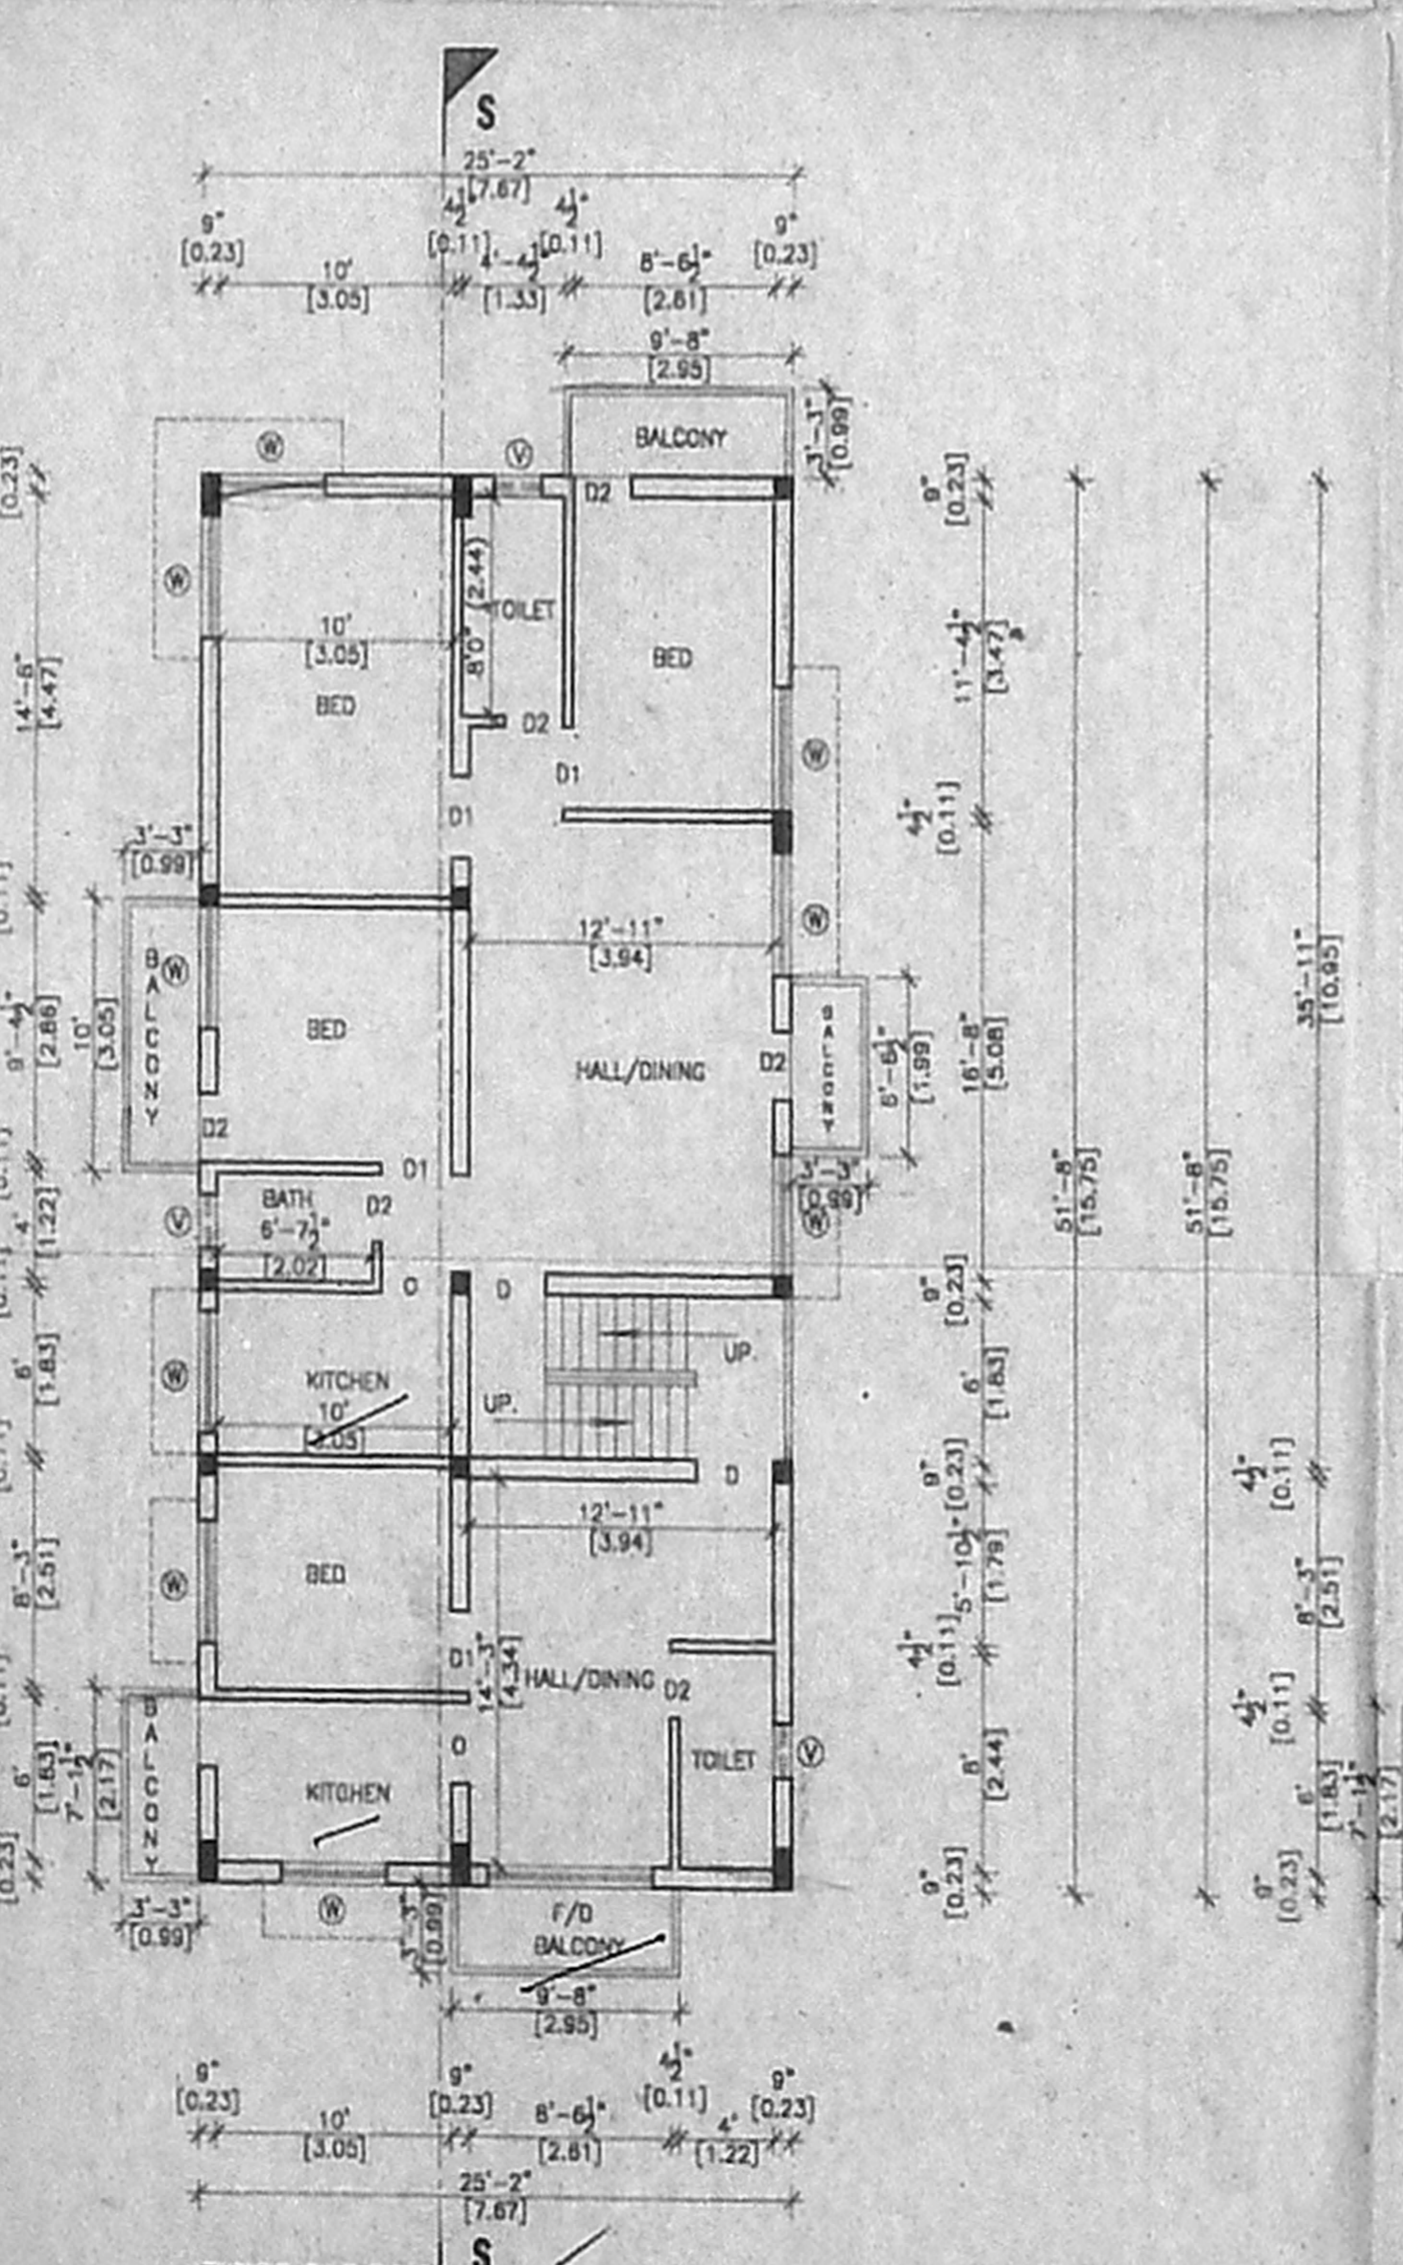 S
25'-2"
[7.67]
9" 4½" 4½" 9"
[0.23] [0.11] [0.11] [0.23]
10' 4'-4½" 8'-6½"
[3.05] [1.33] [2.61]
9'-8"
[2.95]
3'-3"
[0.99]
BALCONY
W V
D2
[0.23]
9"
[0.23]
W
8'0" (2.44)
TOILET
10'
[3.05]
BED
BED
14'-8"
[4.47]
11'-4½"
[3.47]
D2
D1
D1
W
4½"
[0.11]
3'-3"
[0.99]
12'-11"
[3.94]
W
BALCONY
W
BED
9'-4½"
[2.86]
10'
[3.05]
HALL/DINING
D2
BALCONY
6'-6½"
[1.99]
16'-8"
[5.08]
35'-11"
[10.95]
D2
D1
3'-3"
[0.99]
W
51'-8"
[15.75]
51'-8"
[15.75]
BATH
6'-7½"
[2.02]
D2
V
4'
[1.22]
O D
9"
[0.23]
UP.
UP.
KITCHEN
10'
[3.05]
W
6'
[1.83]
6'
[1.83]
D
9"
[0.23]
4½"
[0.11]
12'-11"
[3.94]
5'-10½"
[1.79]
BED
W
8'-3"
[2.51]
8'-3"
[2.51]
4½"
[0.11]
D1
14'-3"
[4.34]
HALL/DINING
D2
4½"
[0.11]
BALCONY
O
TOILET
V
KITCHEN
6'
[1.83]
7'-1½"
[2.17]
8'
[2.44]
6'
[1.83]
7'-1½"
[2.17]
[0.23]
9"
[0.23]
9"
[0.23]
W
3'-3"
[0.99]
3'-3"
[0.99]
F/D
BALCONY
9'-8"
[2.95]
9" 9" 4½" 9"
[0.23] [0.23] [0.11] [0.23]
10' 8'-6½" 4'
[3.05] [2.61] [1.22]
25'-2"
[7.67]
S